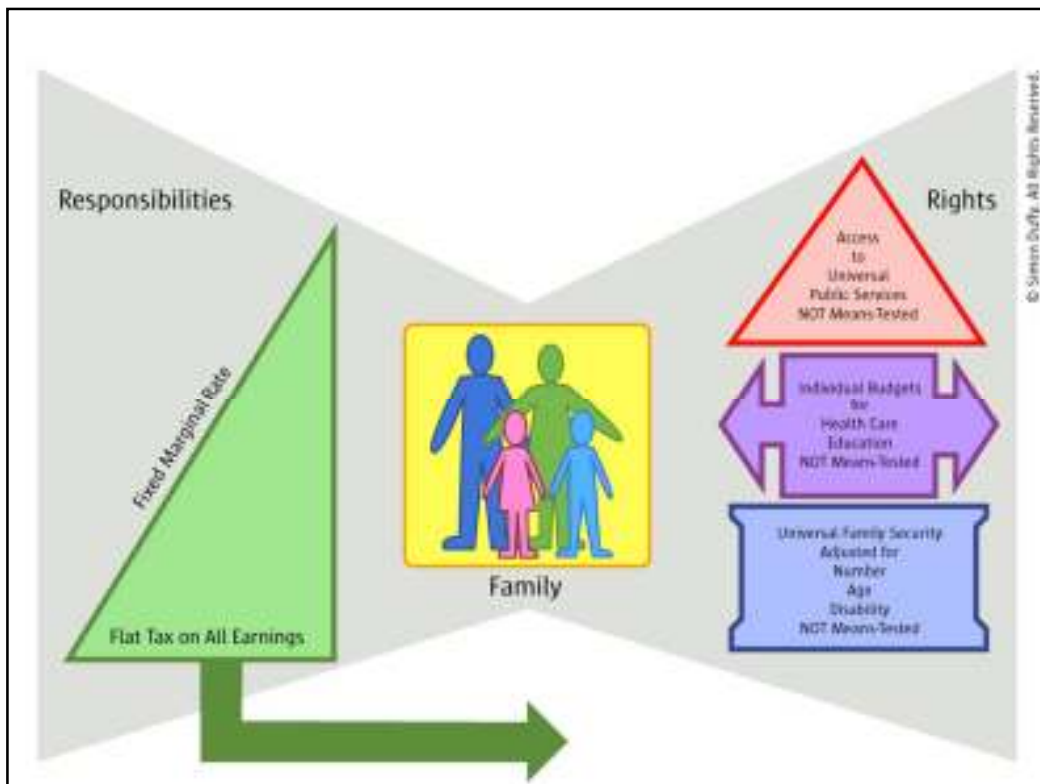 Responsibilities
Fixed Marginal Rate
Flat Tax on All Earnings
Family
Rights
Access
to
Universal
Public Services
NOT Means-Tested
Individual Budgets
for
Health Care
Education
NOT Means-Tested
Universal Family Security
Adjusted for
Number
Age
Disability
NOT Means-Tested
© Simon Duffy. All Rights Reserved.